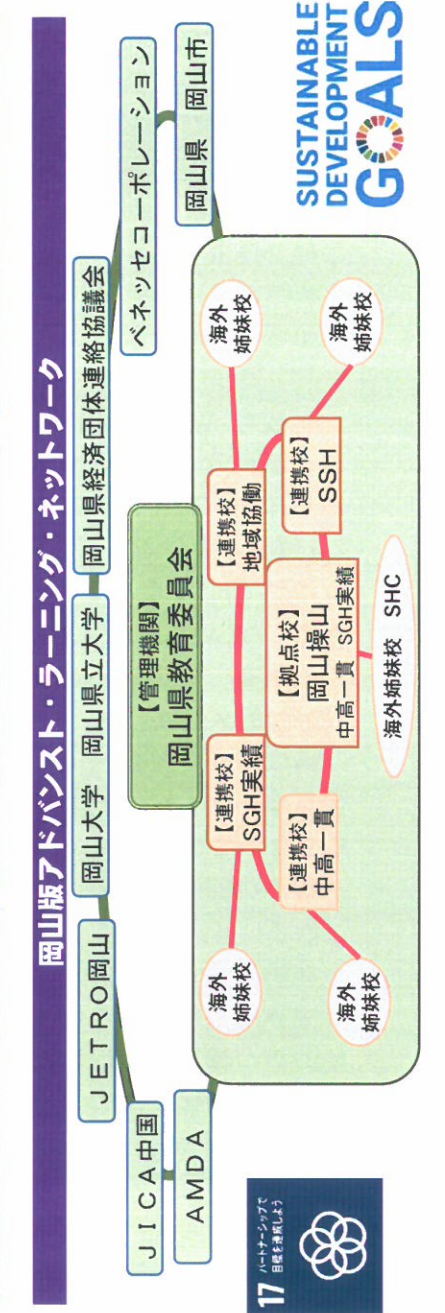 岡山版アドバンスト・ラーニング・ネットワーク
JICA中国
AMDA
JETRO岡山
岡山大学 岡山県立大学
岡山県経済団体連絡協議会
ベネッセコーポレーション
岡山県 岡山市
【管理機関】
岡山県教育委員会
海外
姉妹校
【連携校】
SGH実績
【連携校】
地域協働
海外
姉妹校
海外
姉妹校
【連携校】
中高一貫
【拠点校】
岡山操山
中高一貫 SGH実績
【連携校】
SSH
海外
姉妹校
海外姉妹校 SHC
17 パートナーシップで
目標を達成しよう
SUSTAINABLE
DEVELOPMENT
GOALS